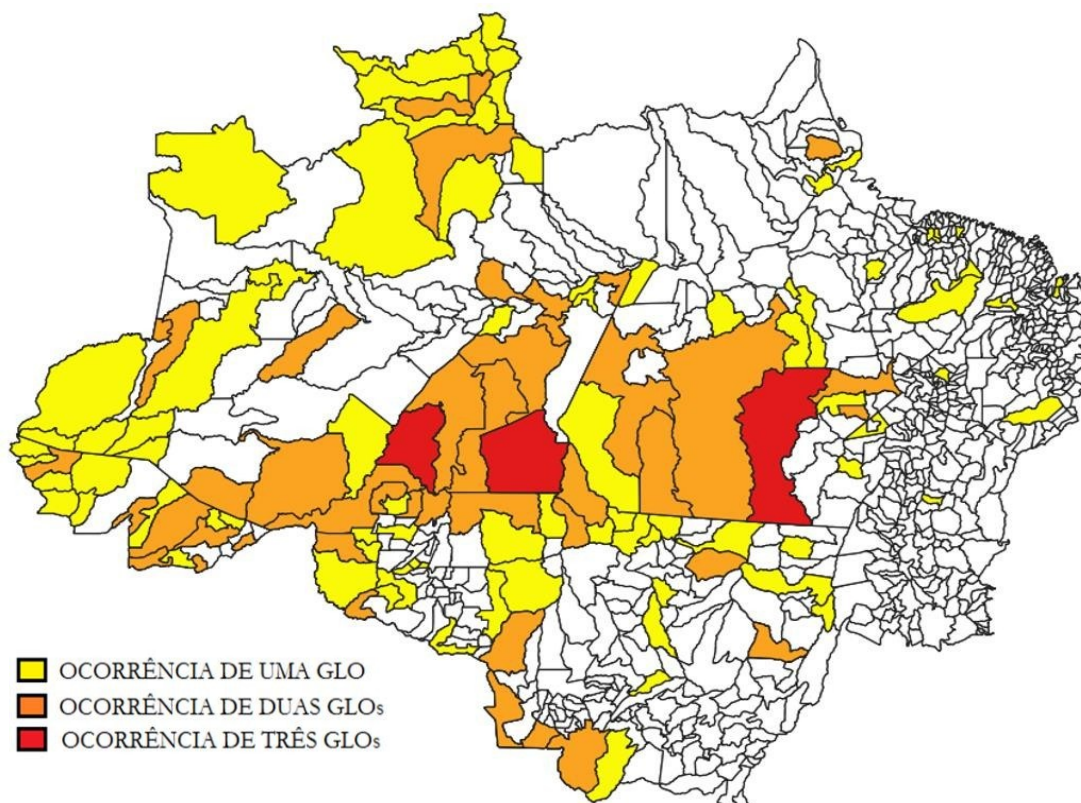 OCORRÊNCIA DE UMA GLO
OCORRÊNCIA DE DUAS GLOs
OCORRÊNCIA DE TRÊS GLOs